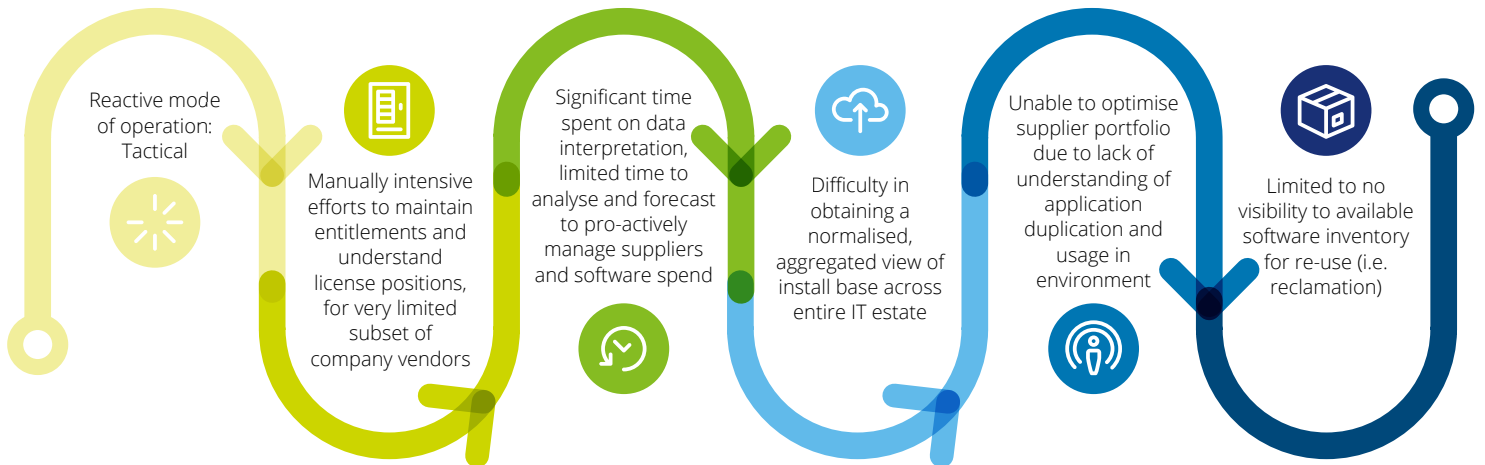 Reactive mode
of operation:
Tactical
Manually intensive
efforts to maintain
entitlements and
understand
license positions,
for very limited
subset of
company vendors
Significant time
spent on data
interpretation,
limited time to
analyse and forecast
to pro-actively
manage suppliers
and software spend
Difficulty in
obtaining a
normalised,
aggregated view of
install base across
entire IT estate
Unable to optimise
supplier portfolio
due to lack of
understanding of
application
duplication and
usage in
environment
Limited to no
visibility to available
software inventory
for re-use (i.e.
reclamation)